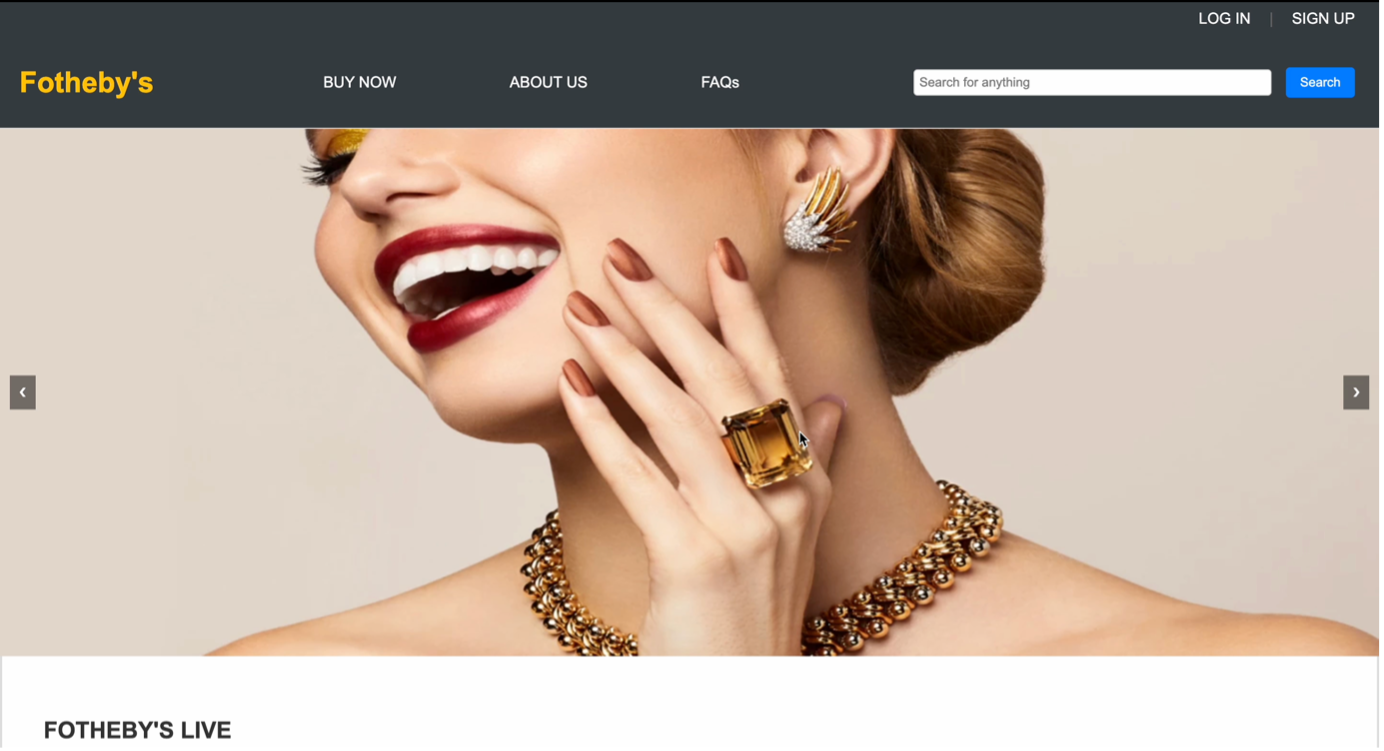 LOG IN | SIGN UP
Fotheby's BUY NOW ABOUT US FAQs Search for anything Search
‹ ›
FOTHEBY'S LIVE